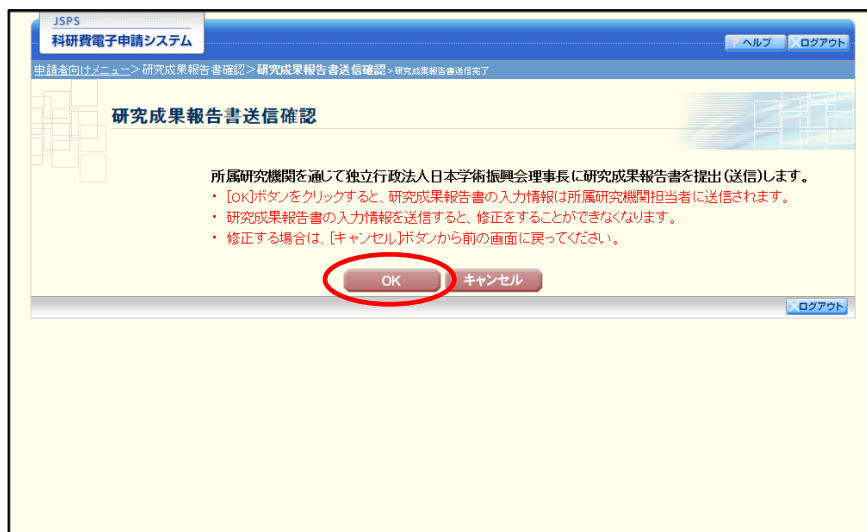 JSPS
科研費電子申請システム
? ヘルプ
ログアウト
申請者向けメニュー>研究成果報告書確認>研究成果報告書送信確認>研究成果報告書送信完了
研究成果報告書送信確認
所属研究機関を通じて独立行政法人日本学術振興会理事長に研究成果報告書を提出(送信)します。
・ [OK]ボタンをクリックすると、研究成果報告書の入力情報は所属研究機関担当者に送信されます。
・ 研究成果報告書の入力情報を送信すると、修正をすることができなくなります。
・ 修正する場合は、[キャンセル]ボタンから前の画面に戻ってください。
OK
キャンセル
ログアウト